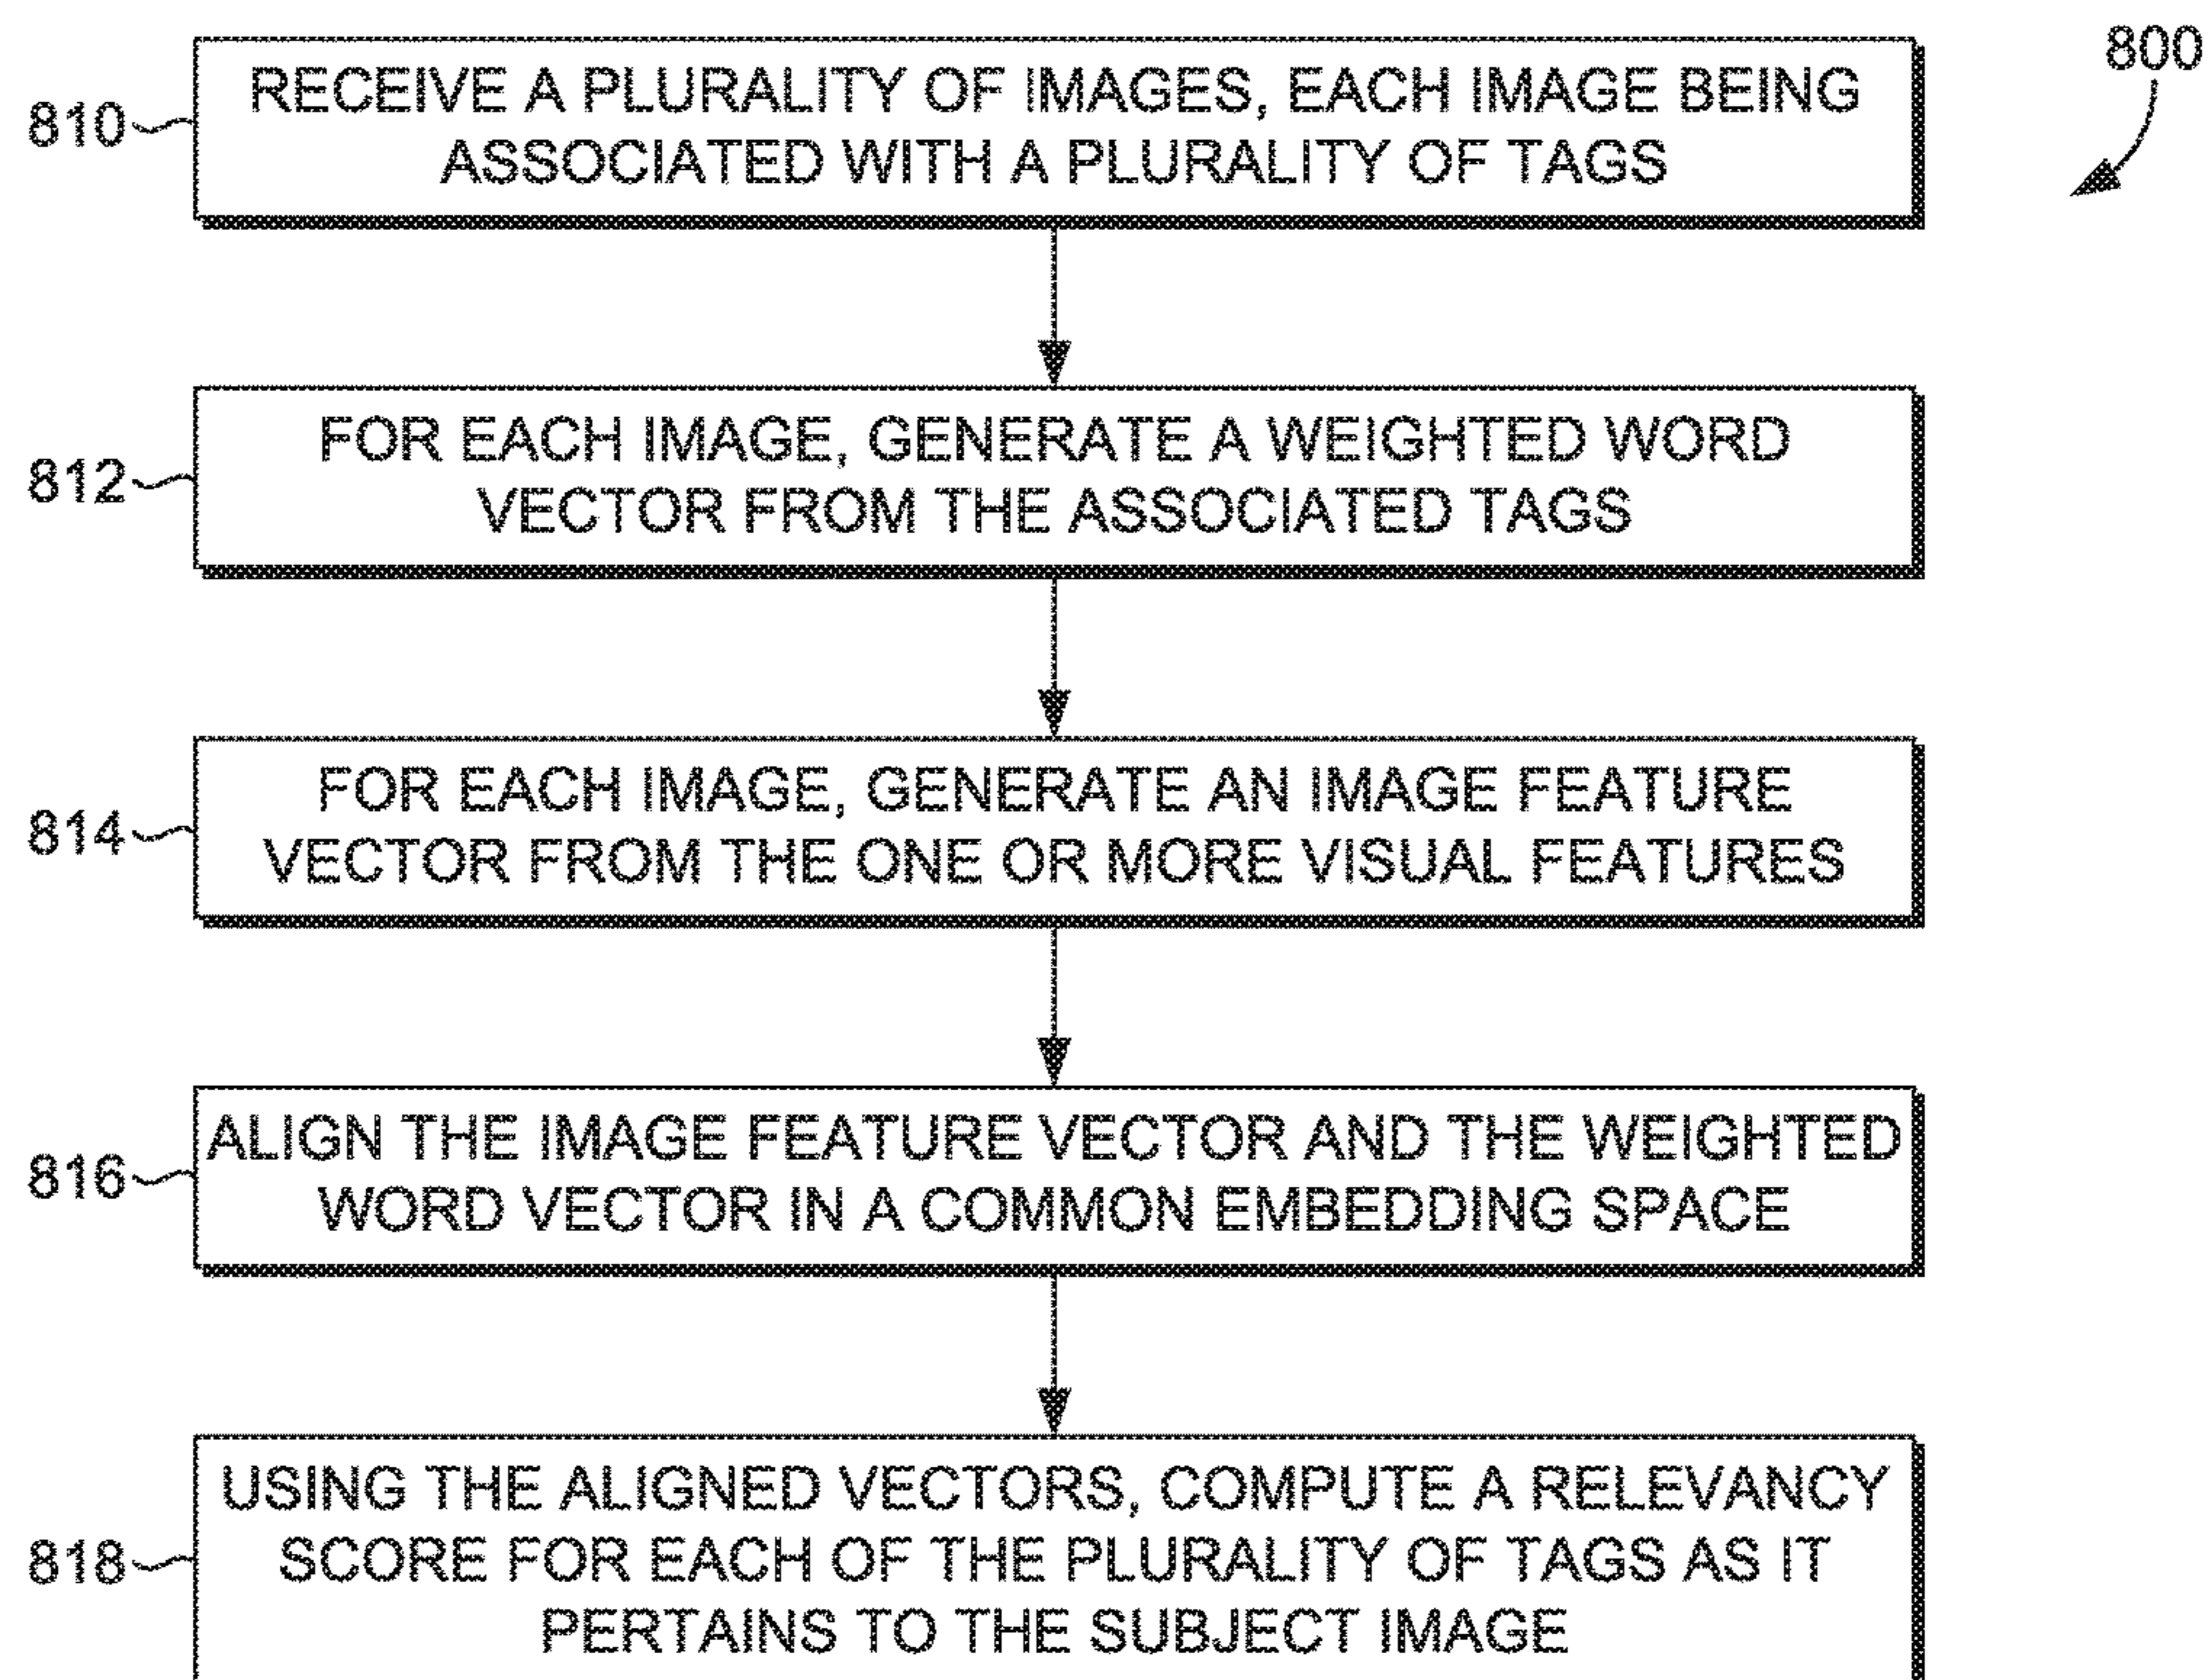 800
810
RECEIVE A PLURALITY OF IMAGES, EACH IMAGE BEING
ASSOCIATED WITH A PLURALITY OF TAGS
812
FOR EACH IMAGE, GENERATE A WEIGHTED WORD
VECTOR FROM THE ASSOCIATED TAGS
814
FOR EACH IMAGE, GENERATE AN IMAGE FEATURE
VECTOR FROM THE ONE OR MORE VISUAL FEATURES
816
ALIGN THE IMAGE FEATURE VECTOR AND THE WEIGHTED
WORD VECTOR IN A COMMON EMBEDDING SPACE
818
USING THE ALIGNED VECTORS, COMPUTE A RELEVANCY
SCORE FOR EACH OF THE PLURALITY OF TAGS AS IT
PERTAINS TO THE SUBJECT IMAGE